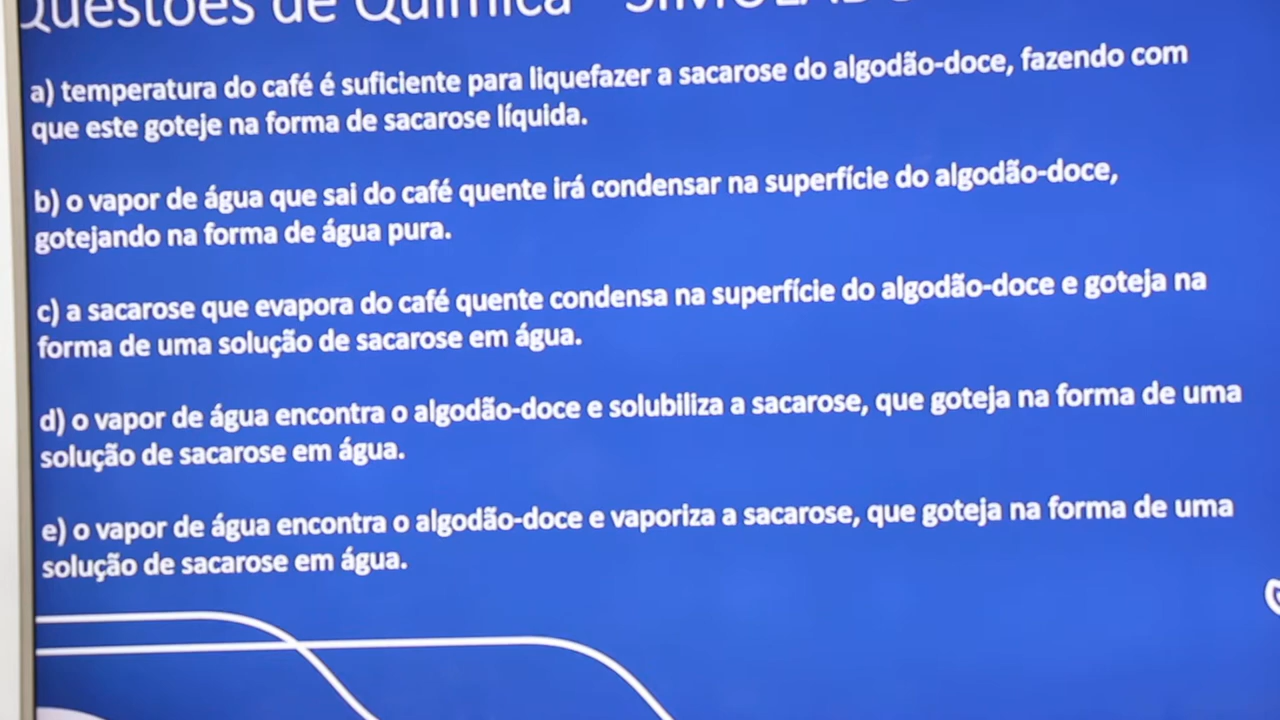 Questões de Química - SIMULADO
a) temperatura do café é suficiente para liquefazer a sacarose do algodão-doce, fazendo com
que este goteje na forma de sacarose líquida.
b) o vapor de água que sai do café quente irá condensar na superfície do algodão-doce,
gotejando na forma de água pura.
c) a sacarose que evapora do café quente condensa na superfície do algodão-doce e goteja na
forma de uma solução de sacarose em água.
d) o vapor de água encontra o algodão-doce e solubiliza a sacarose, que goteja na forma de uma
solução de sacarose em água.
e) o vapor de água encontra o algodão-doce e vaporiza a sacarose, que goteja na forma de uma
solução de sacarose em água.